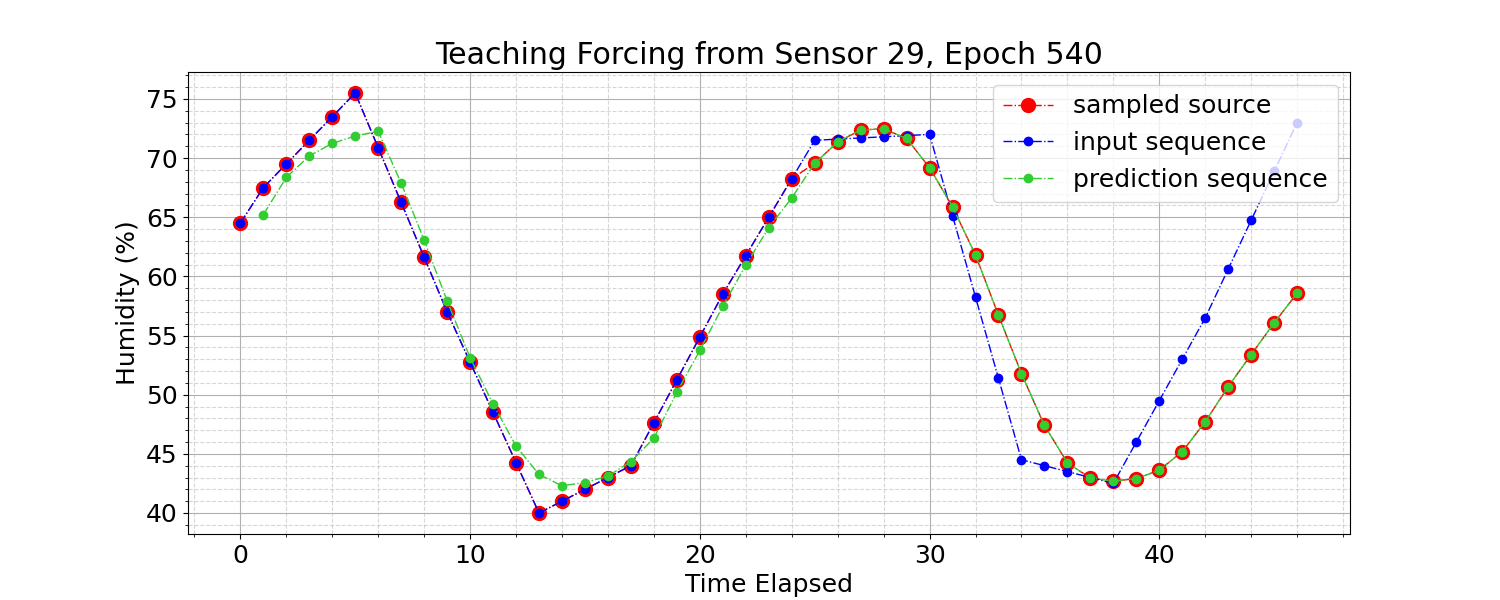 Teaching Forcing from Sensor 29, Epoch 540
sampled source
input sequence
prediction sequence
Humidity (%)
75
70
65
60
55
50
45
40
0 10 20 30 40
Time Elapsed